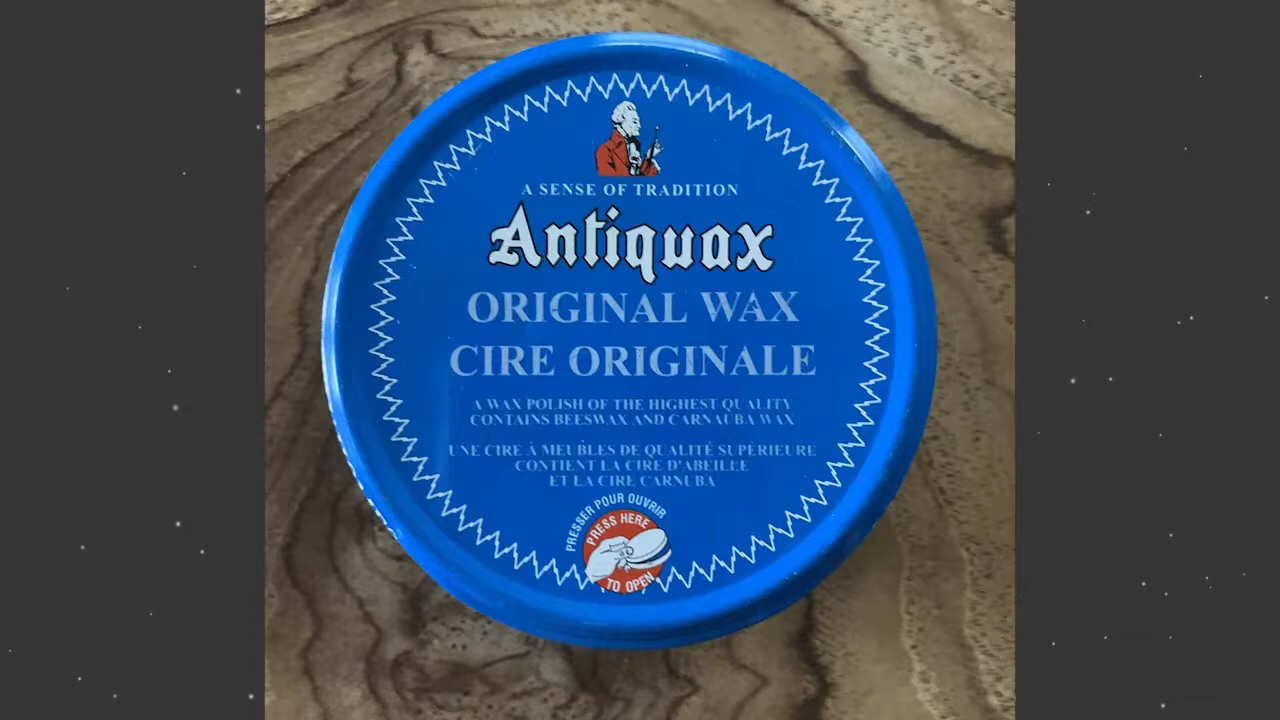 A SENSE OF TRADITION
Antiquax
ORIGINAL WAX
CIRE ORIGINALE
A WAX POLISH OF THE HIGHEST QUALITY
CONTAINS BEESWAX AND CARNAUBA WAX
UNE CIRE À MEUBLES DE QUALITÉ SUPÉRIEURE
CONTIENT LA CIRE D'ABEILLE
ET LA CIRE CARNUBA
PRESSER POUR OUVRIR
PRESS HERE
TO OPEN